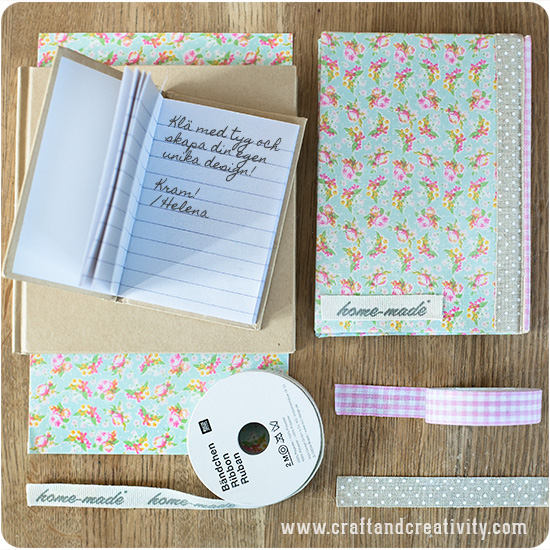 Klä med tyg och
skapa din egen
unika design!
Kram!
/Helena
home-made
Bändchen
Ribbon
Ruban
2 M
home-made home-made
www.craftandcreativity.com